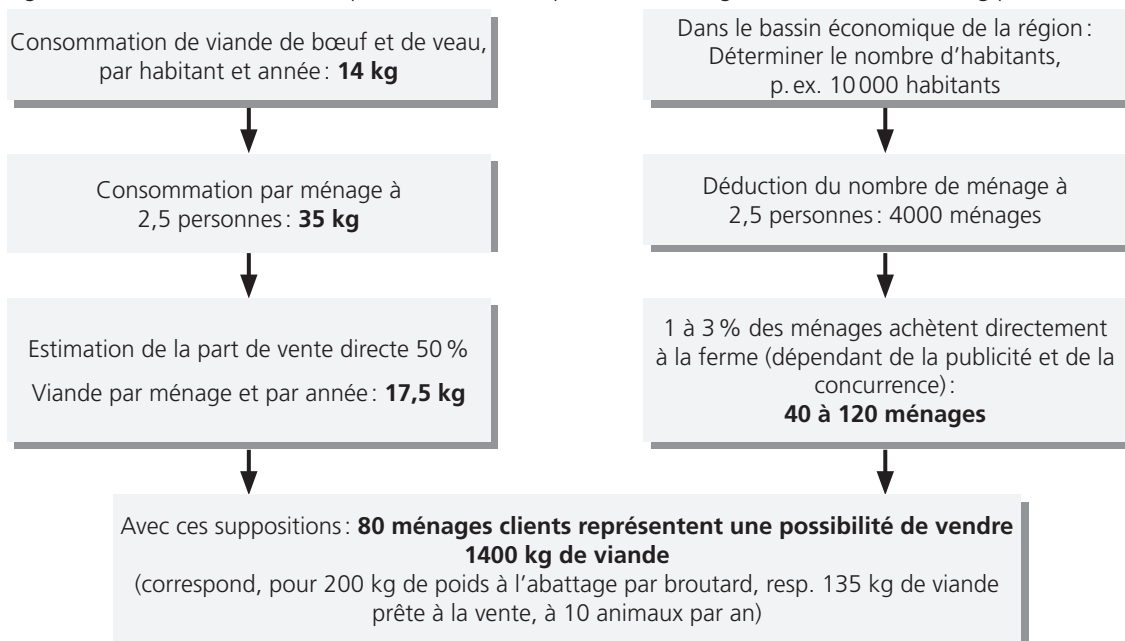 Consommation de viande de bœuf et de veau,
par habitant et année : 14 kg
Dans le bassin économique de la région :
Déterminer le nombre d’habitants,
p. ex. 10 000 habitants
Consommation par ménage à
2,5 personnes : 35 kg
Déduction du nombre de ménage à
2,5 personnes : 4000 ménages
Estimation de la part de vente directe 50 %
Viande par ménage et par année : 17,5 kg
1 à 3 % des ménages achètent directement
à la ferme (dépendant de la publicité et de la
concurrence) :
40 à 120 ménages
Avec ces suppositions : 80 ménages clients représentent une possibilité de vendre
1400 kg de viande
(correspond, pour 200 kg de poids à l’abattage par broutard, resp. 135 kg de viande
prête à la vente, à 10 animaux par an)